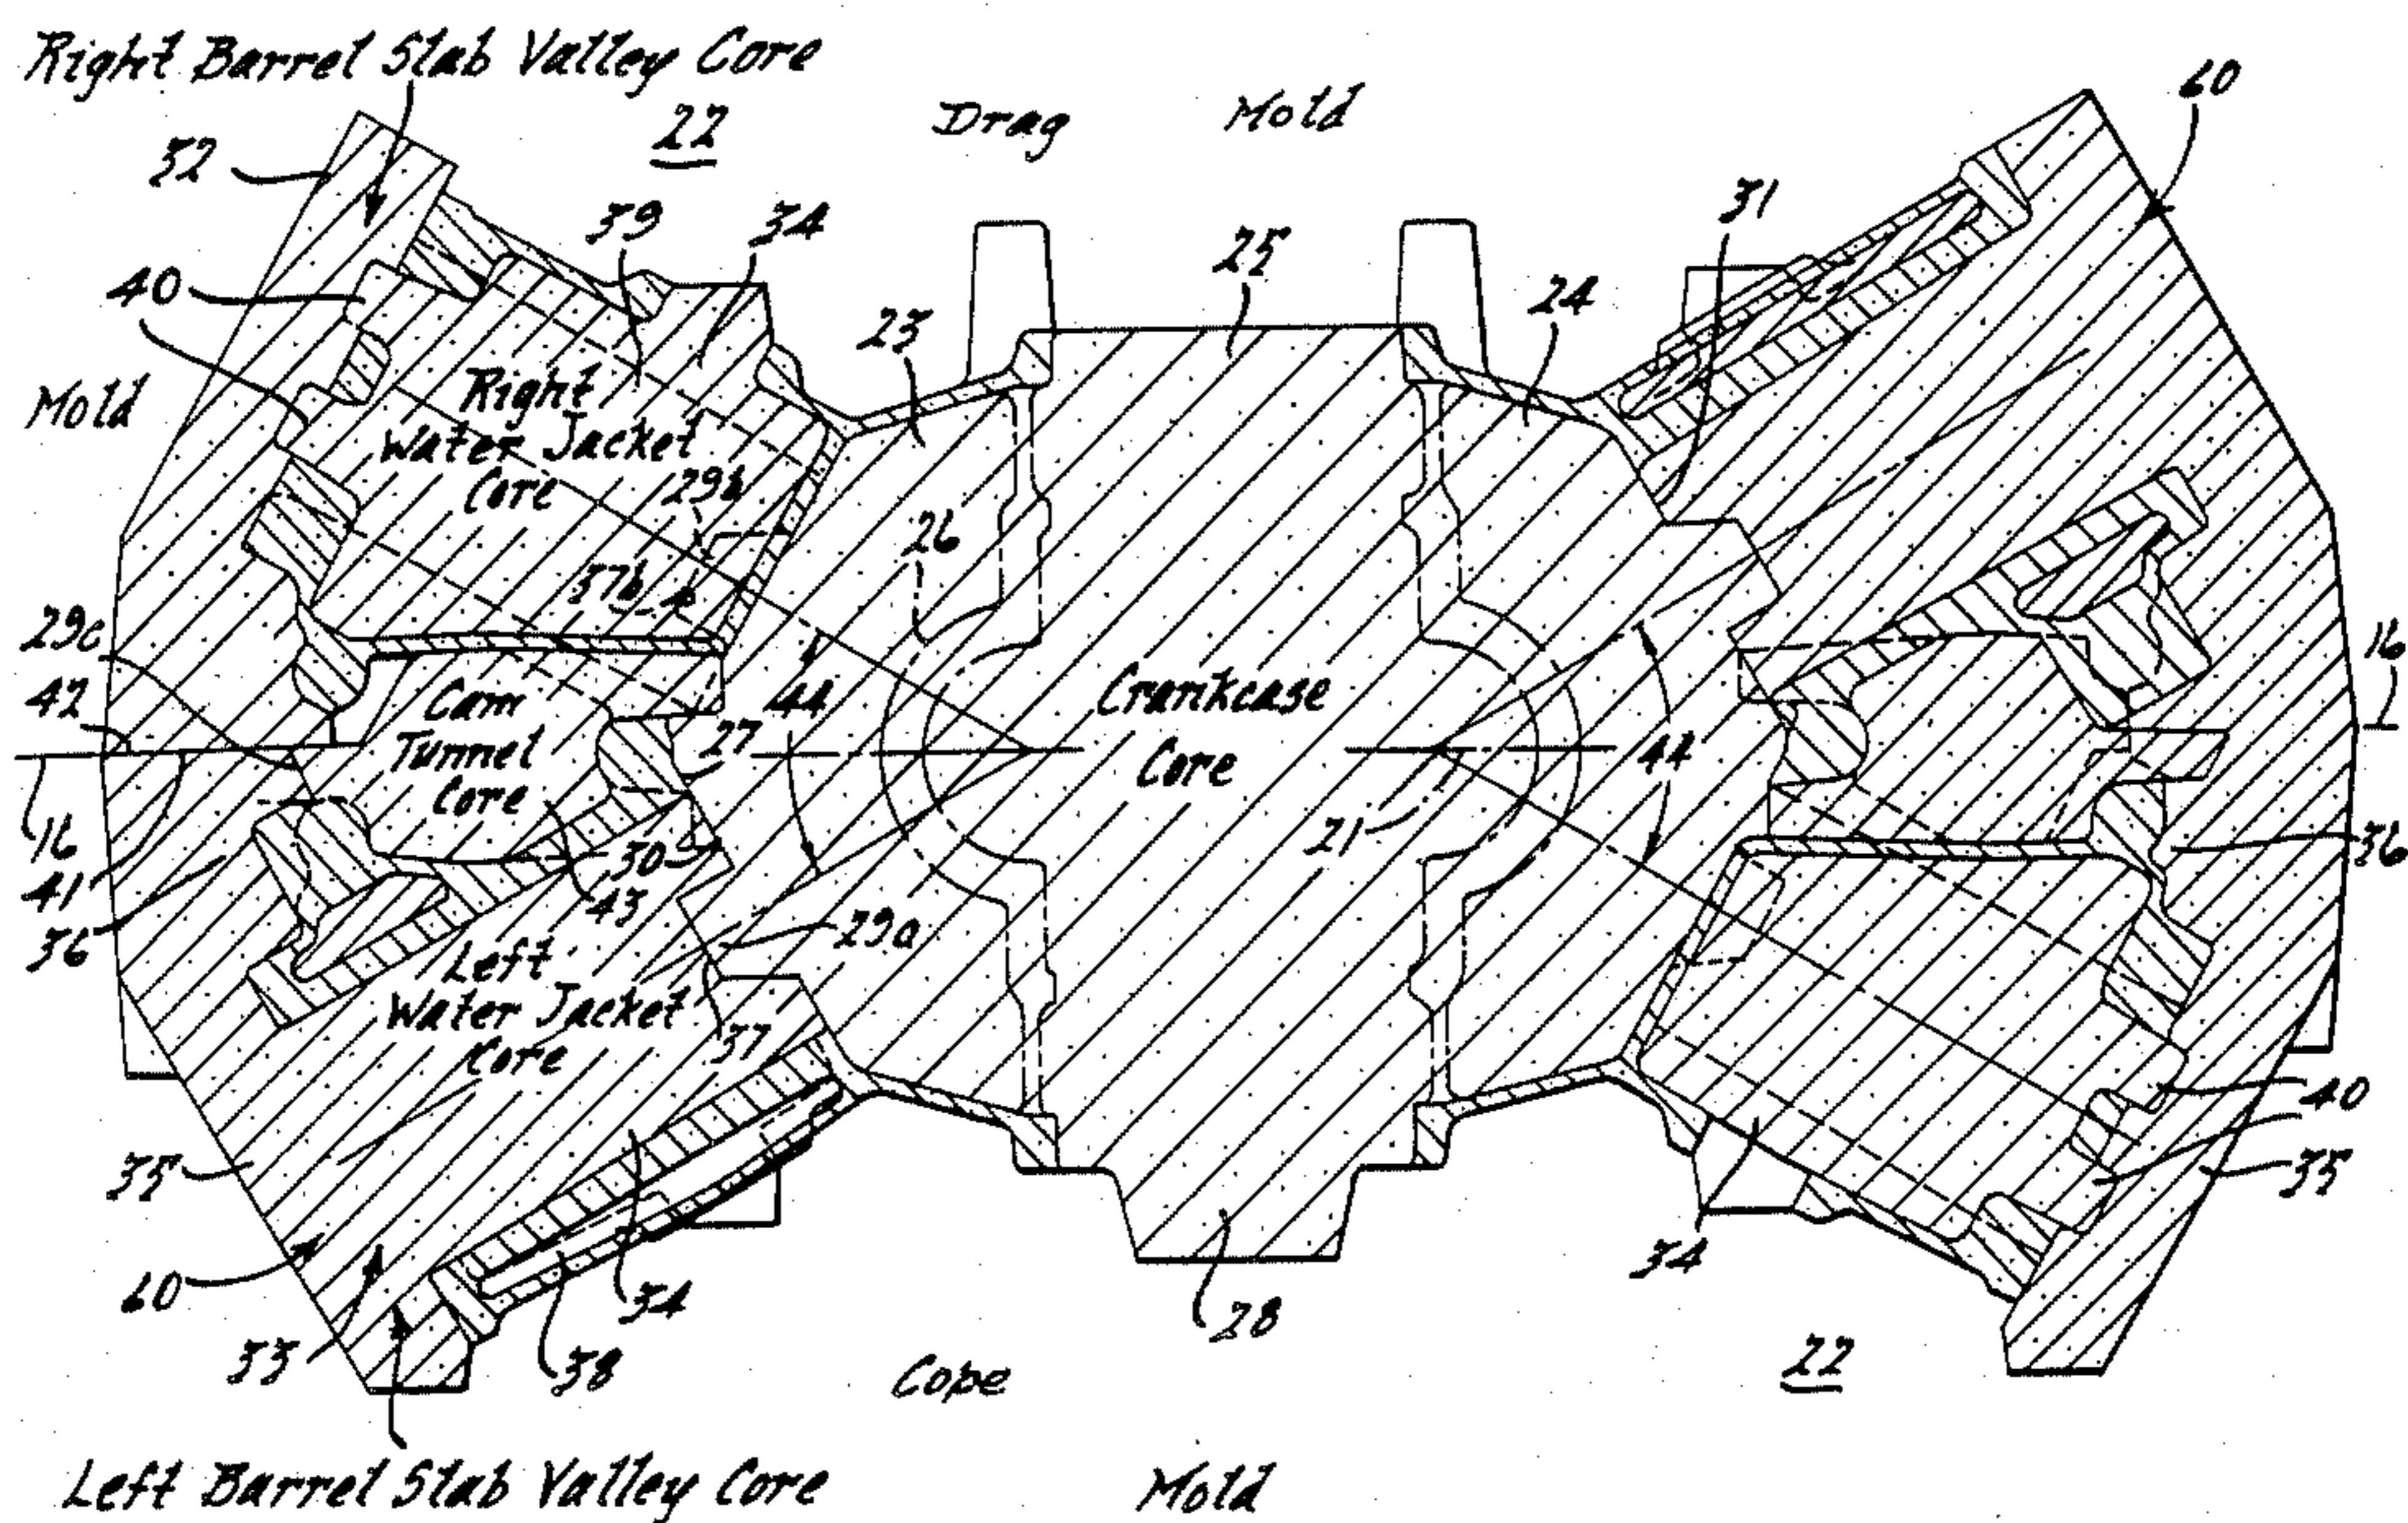 Right Barrel Slab Valley Core
22
Drag Mold
60
32
39
34
31
40
25
24
23
Mold
Right
Water Jacket
Core
29b
26
37b
29c
42
44
Cam
Tunnel
Core
27
Crankcase
Core
44
16
16
41
36
30
43
21
36
29a
Left
Water Jacket
Core
37
40
35
35
60
33
34
38
28
34
22
Cope
Left Barrel Slab Valley Core
Mold